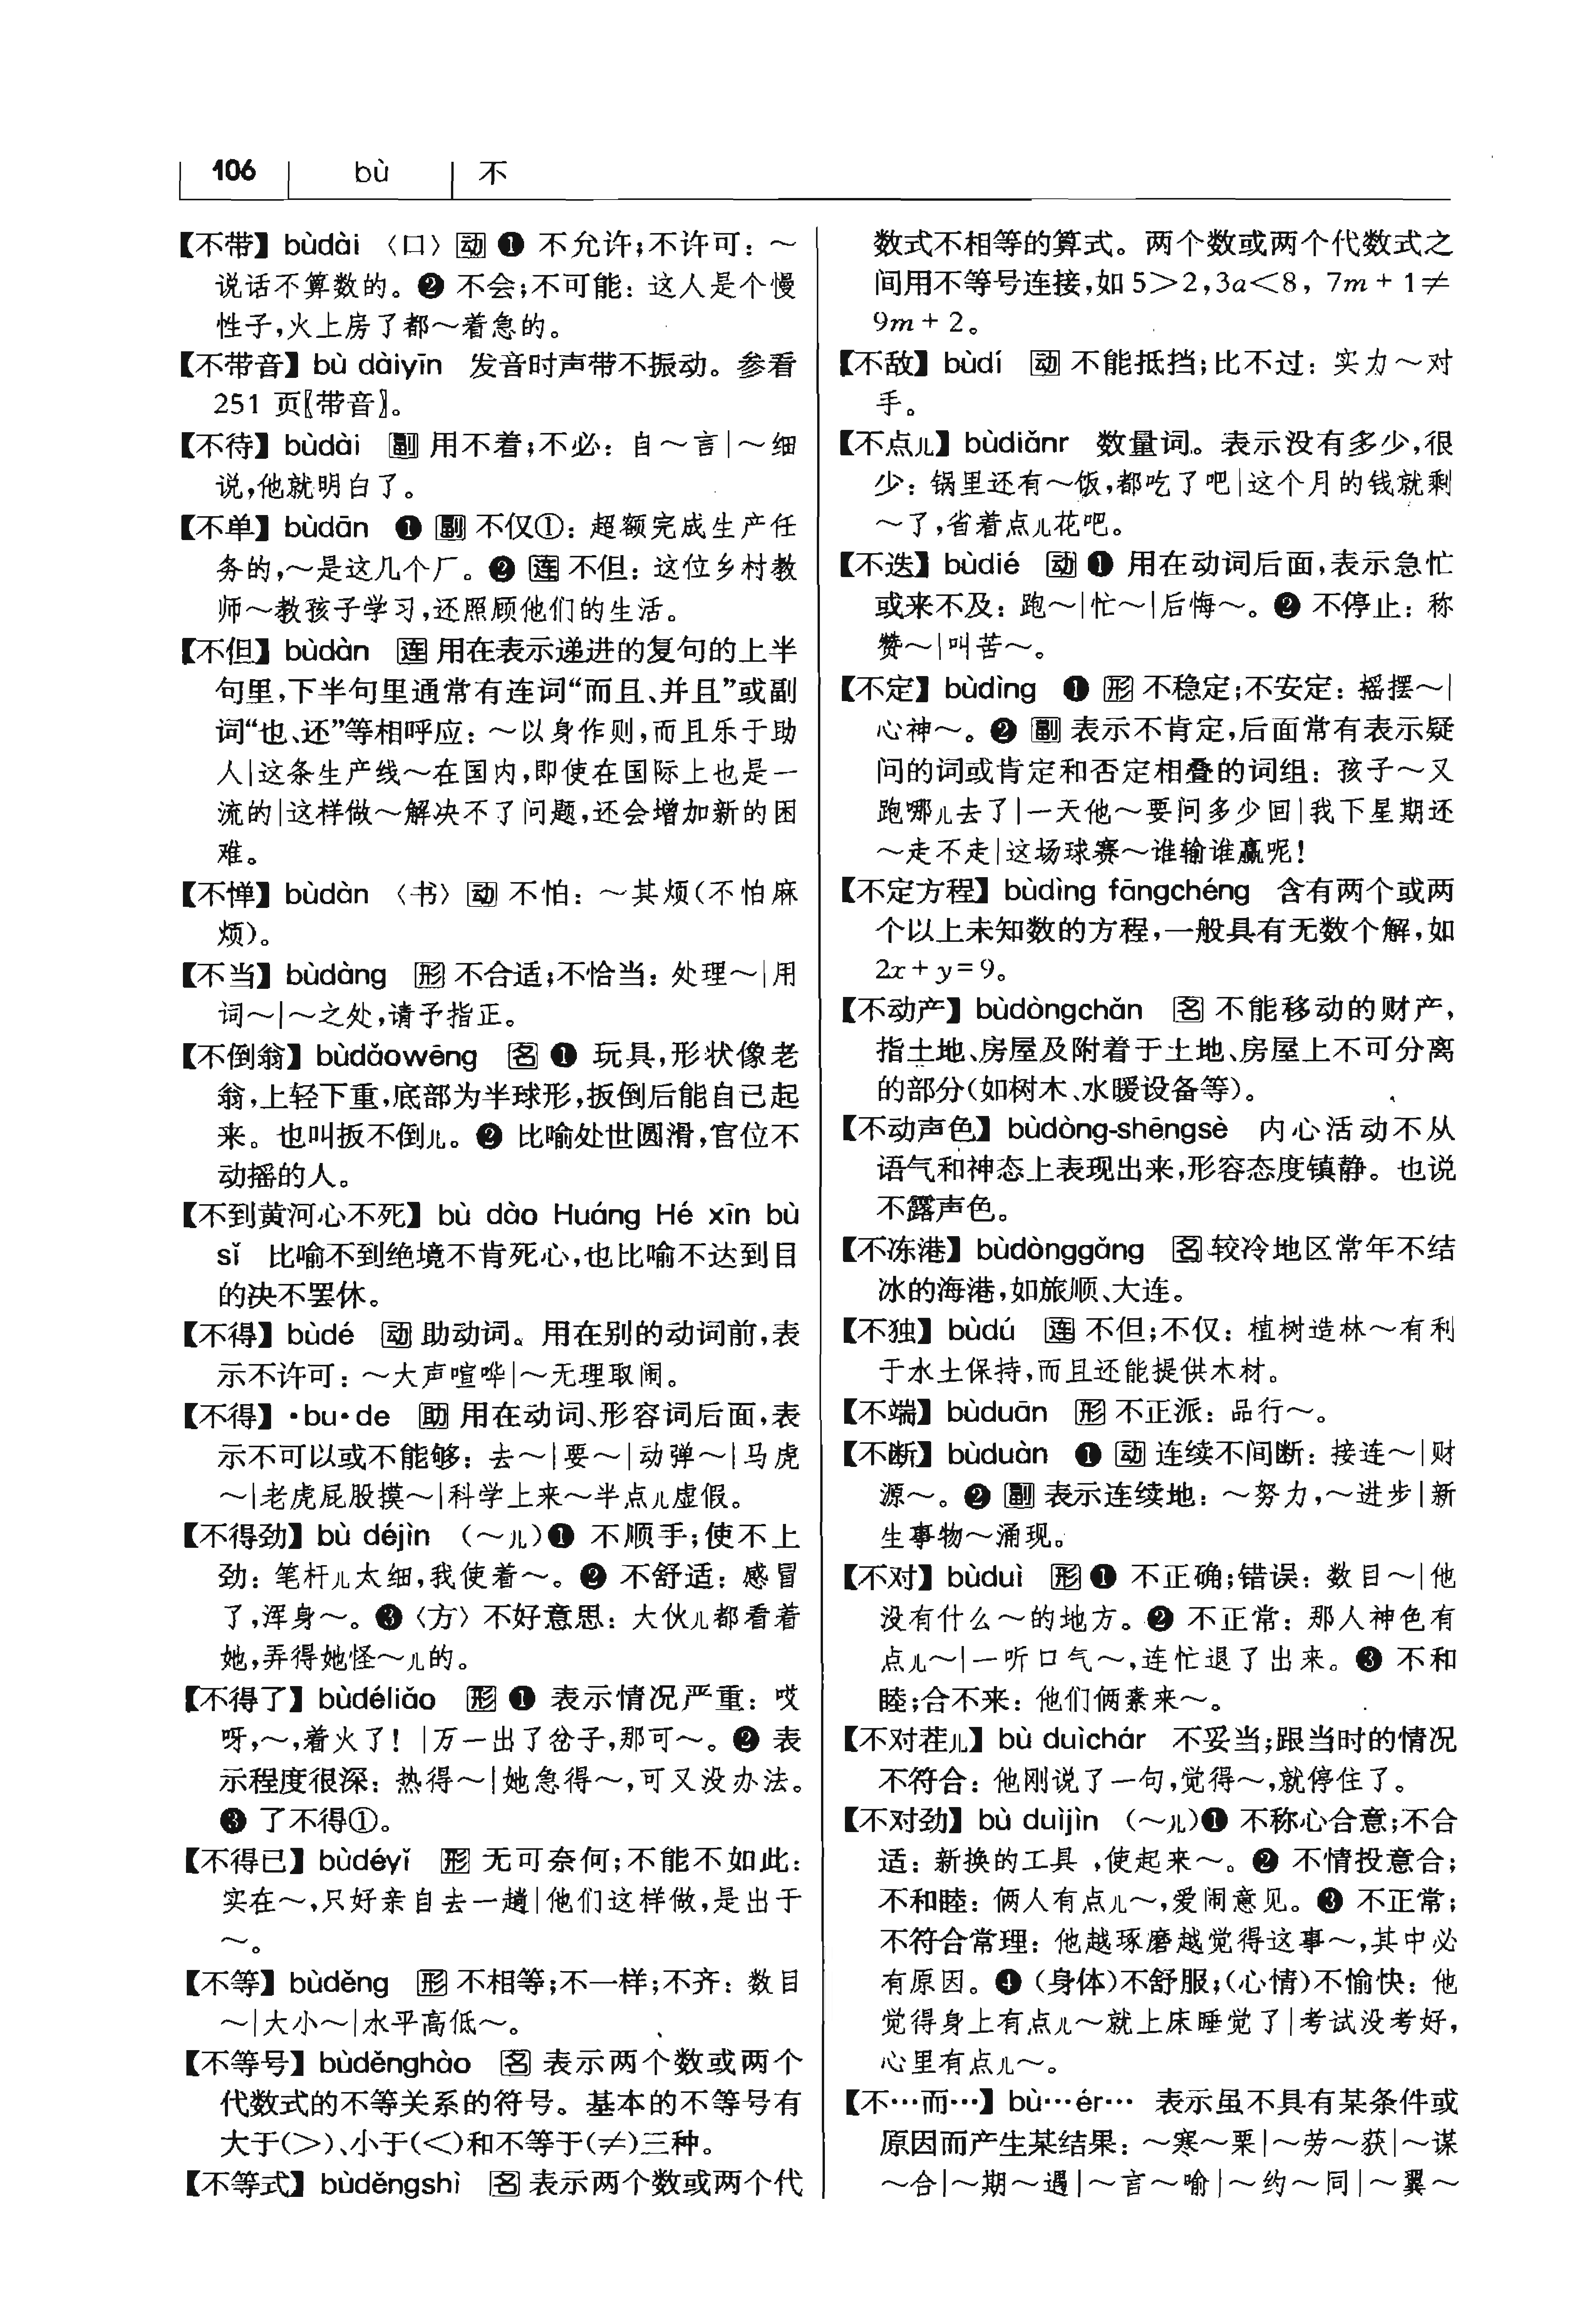 106 bù 不
【不带】bùdài 〈口〉动❶ 不允许;不许可：～
说话不算数的。❷ 不会;不可能：这人是个慢
性子,火上房了都～着急的。
【不带音】bù dàiyīn 发音时声带不振动。参看
251 页〖带音〗。
【不待】bùdài 副 用不着;不必：自～言|～细
说,他就明白了。
【不单】bùdān ❶ 副 不仅①：超额完成生产任
务的,～是这几个厂。❷ 连 不但：这位乡村教
师～教孩子学习,还照顾他们的生活。
【不但】bùdàn 连 用在表示递进的复句的上半
句里,下半句里通常有连词“而且、并且”或副
词“也、还”等相呼应：～以身作则,而且乐于助
人|这条生产线～在国内,即使在国际上也是一
流的|这样做～解决不了问题,还会增加新的困
难。
【不惮】bùdàn 〈书〉动 不怕：～其烦(不怕麻
烦)。
【不当】bùdàng 形 不合适;不恰当：处理～|用
词～|～之处,请予指正。
【不倒翁】bùdǎowēng 名❶ 玩具,形状像老
翁,上轻下重,底部为半球形,扳倒后能自己起
来。也叫扳不倒儿。❷ 比喻处世圆滑,官位不
动摇的人。
【不到黄河心不死】bù dào Huáng Hé xīn bù
sǐ 比喻不到绝境不肯死心,也比喻不达到目
的决不罢休。
【不得】bùdé 动 助动词。用在别的动词前,表
示不许可：～大声喧哗|～无理取闹。
【不得】·bu·de 助 用在动词、形容词后面,表
示不可以或不能够：去～|要～|动弹～|马虎
～|老虎屁股摸～|科学上来～半点儿虚假。
【不得劲】bù déjìn （～儿）❶ 不顺手;使不上
劲：笔杆儿太细,我使着～。❷ 不舒适：感冒
了,浑身～。❸〈方〉不好意思：大伙儿都看着
她,弄得她怪～儿的。
【不得了】bùdéliǎo 形❶ 表示情况严重：哎
呀,～,着火了！|万一出了岔子,那可～。❷ 表
示程度很深：热得～|她急得～,可又没办法。
❸ 了不得①。
【不得已】bùdéyǐ 形 无可奈何;不能不如此：
实在～,只好亲自去一趟|他们这样做,是出于
～。
【不等】bùděng 形 不相等;不一样;不齐：数目
～|大小～|水平高低～。
【不等号】bùděnghào 名 表示两个数或两个
代数式的不等关系的符号。基本的不等号有
大于(＞)、小于(＜)和不等于(≠)三种。
【不等式】bùděngshì 名 表示两个数或两个代
数式不相等的算式。两个数或两个代数式之
间用不等号连接,如 5＞2,3a＜8, 7m + 1≠
9m + 2。
【不敌】bùdí 动 不能抵挡;比不过：实力～对
手。
【不点儿】bùdiǎnr 数量词。表示没有多少,很
少：锅里还有～饭,都吃了吧|这个月的钱就剩
～了,省着点儿花吧。
【不迭】bùdié 动❶ 用在动词后面,表示急忙
或来不及：跑～|忙～|后悔～。❷ 不停止：称
赞～|叫苦～。
【不定】bùdìng ❶ 形 不稳定;不安定：摇摆～|
心神～。❷ 副 表示不肯定,后面常有表示疑
问的词或肯定和否定相叠的词组：孩子～又
跑哪儿去了|一天他～要问多少回|我下星期还
～走不走|这场球赛～谁输谁赢呢！
【不定方程】bùdìng fāngchéng 含有两个或两
个以上未知数的方程,一般具有无数个解,如
2x + y = 9。
【不动产】bùdòngchǎn 名 不能移动的财产,
指土地、房屋及附着于土地、房屋上不可分离
的部分(如树木、水暖设备等)。
【不动声色】bùdòng-shēngsè 内心活动不从
语气和神态上表现出来,形容态度镇静。也说
不露声色。
【不冻港】bùdònggǎng 名 较冷地区常年不结
冰的海港,如旅顺、大连。
【不独】bùdú 连 不但;不仅：植树造林～有利
于水土保持,而且还能提供木材。
【不端】bùduān 形 不正派：品行～。
【不断】bùduàn ❶ 动 连续不间断：接连～|财
源～。❷ 副 表示连续地：～努力,～进步|新
生事物～涌现。
【不对】bùduì 形❶ 不正确;错误：数目～|他
没有什么～的地方。❷ 不正常：那人神色有
点儿～|一听口气～,连忙退了出来。❸ 不和
睦;合不来：他们俩素来～。
【不对茬儿】bù duìchár 不妥当;跟当时的情况
不符合：他刚说了一句,觉得～,就停住了。
【不对劲】bù duìjìn （～儿）❶ 不称心合意;不合
适：新换的工具 ,使起来～。❷ 不情投意合;
不和睦：俩人有点儿～,爱闹意见。❸ 不正常;
不符合常理：他越琢磨越觉得这事～,其中必
有原因。❹（身体)不舒服;(心情)不愉快：他
觉得身上有点儿～就上床睡觉了|考试没考好,
心里有点儿～。
【不…而…】bù…ér… 表示虽不具有某条件或
原因而产生某结果：～寒～栗|～劳～获|～谋
～合|～期～遇|～言～喻|～约～同|～翼～